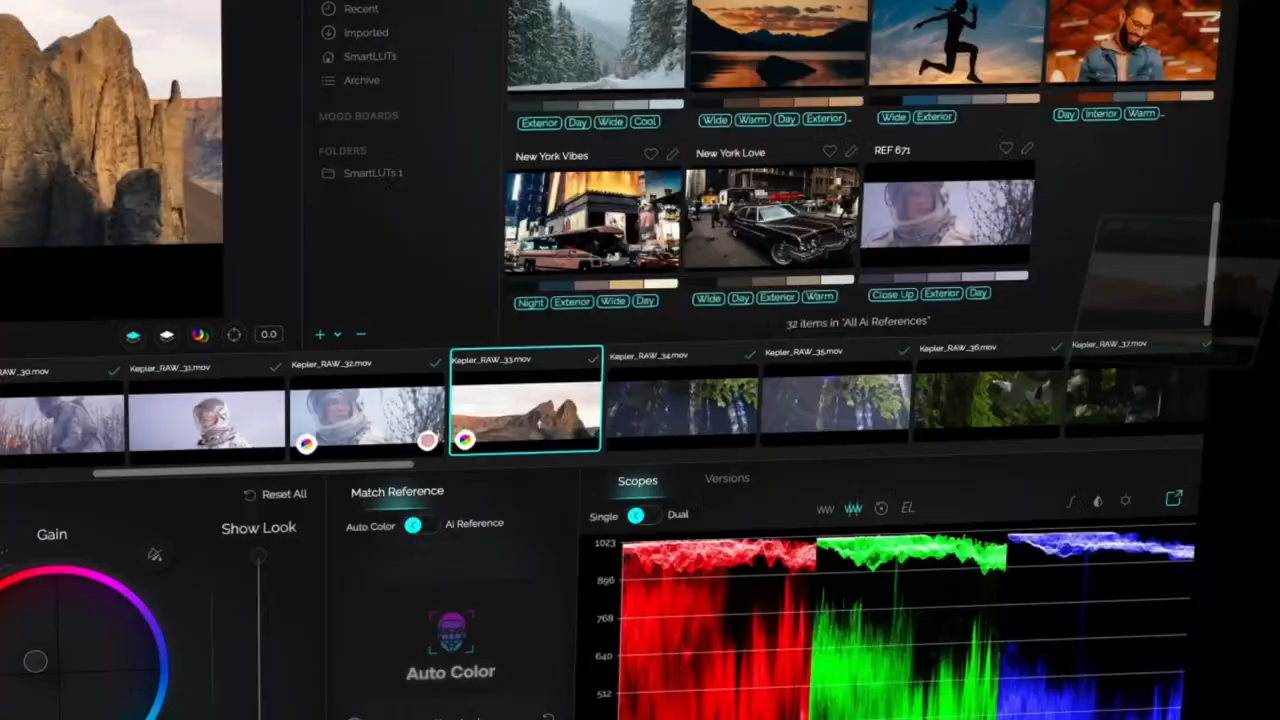 Recent
Imported
SmartLUTs
Archive
MOOD BOARDS
FOLDERS
SmartLUTs 1
Exterior Day Wide Cool
Wide Warm Day Exterior..
Wide Exterior
Day Interior Warm..
New York Vibes
New York Love
REF 671
Night Exterior Wide Day
Wide Day Exterior Warm
Close Up Exterior Day
32 items in "All Ai References"
0.0
RAW_30.mov
Kepler_RAW_31.mov
Kepler_RAW_32.mov
Kepler_RAW_33.mov
Kepler_RAW_34.mov
Kepler_RAW_35.mov
Kepler_RAW_36.mov
Kepler_RAW_37.mov
Reset All
Gain
Show Look
Match Reference
Auto Color
Ai Reference
Auto Color
Scopes
Versions
Single
Dual
EL
1023
896
768
640
512